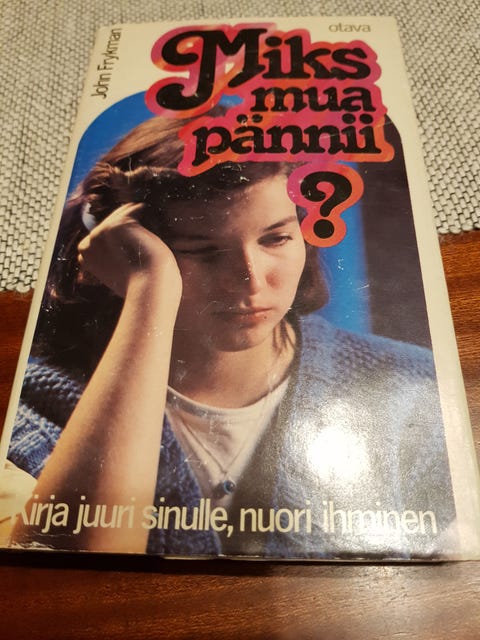 John Frykman
otava
Miks
mua
pännii
?
Kirja juuri sinulle, nuori ihminen